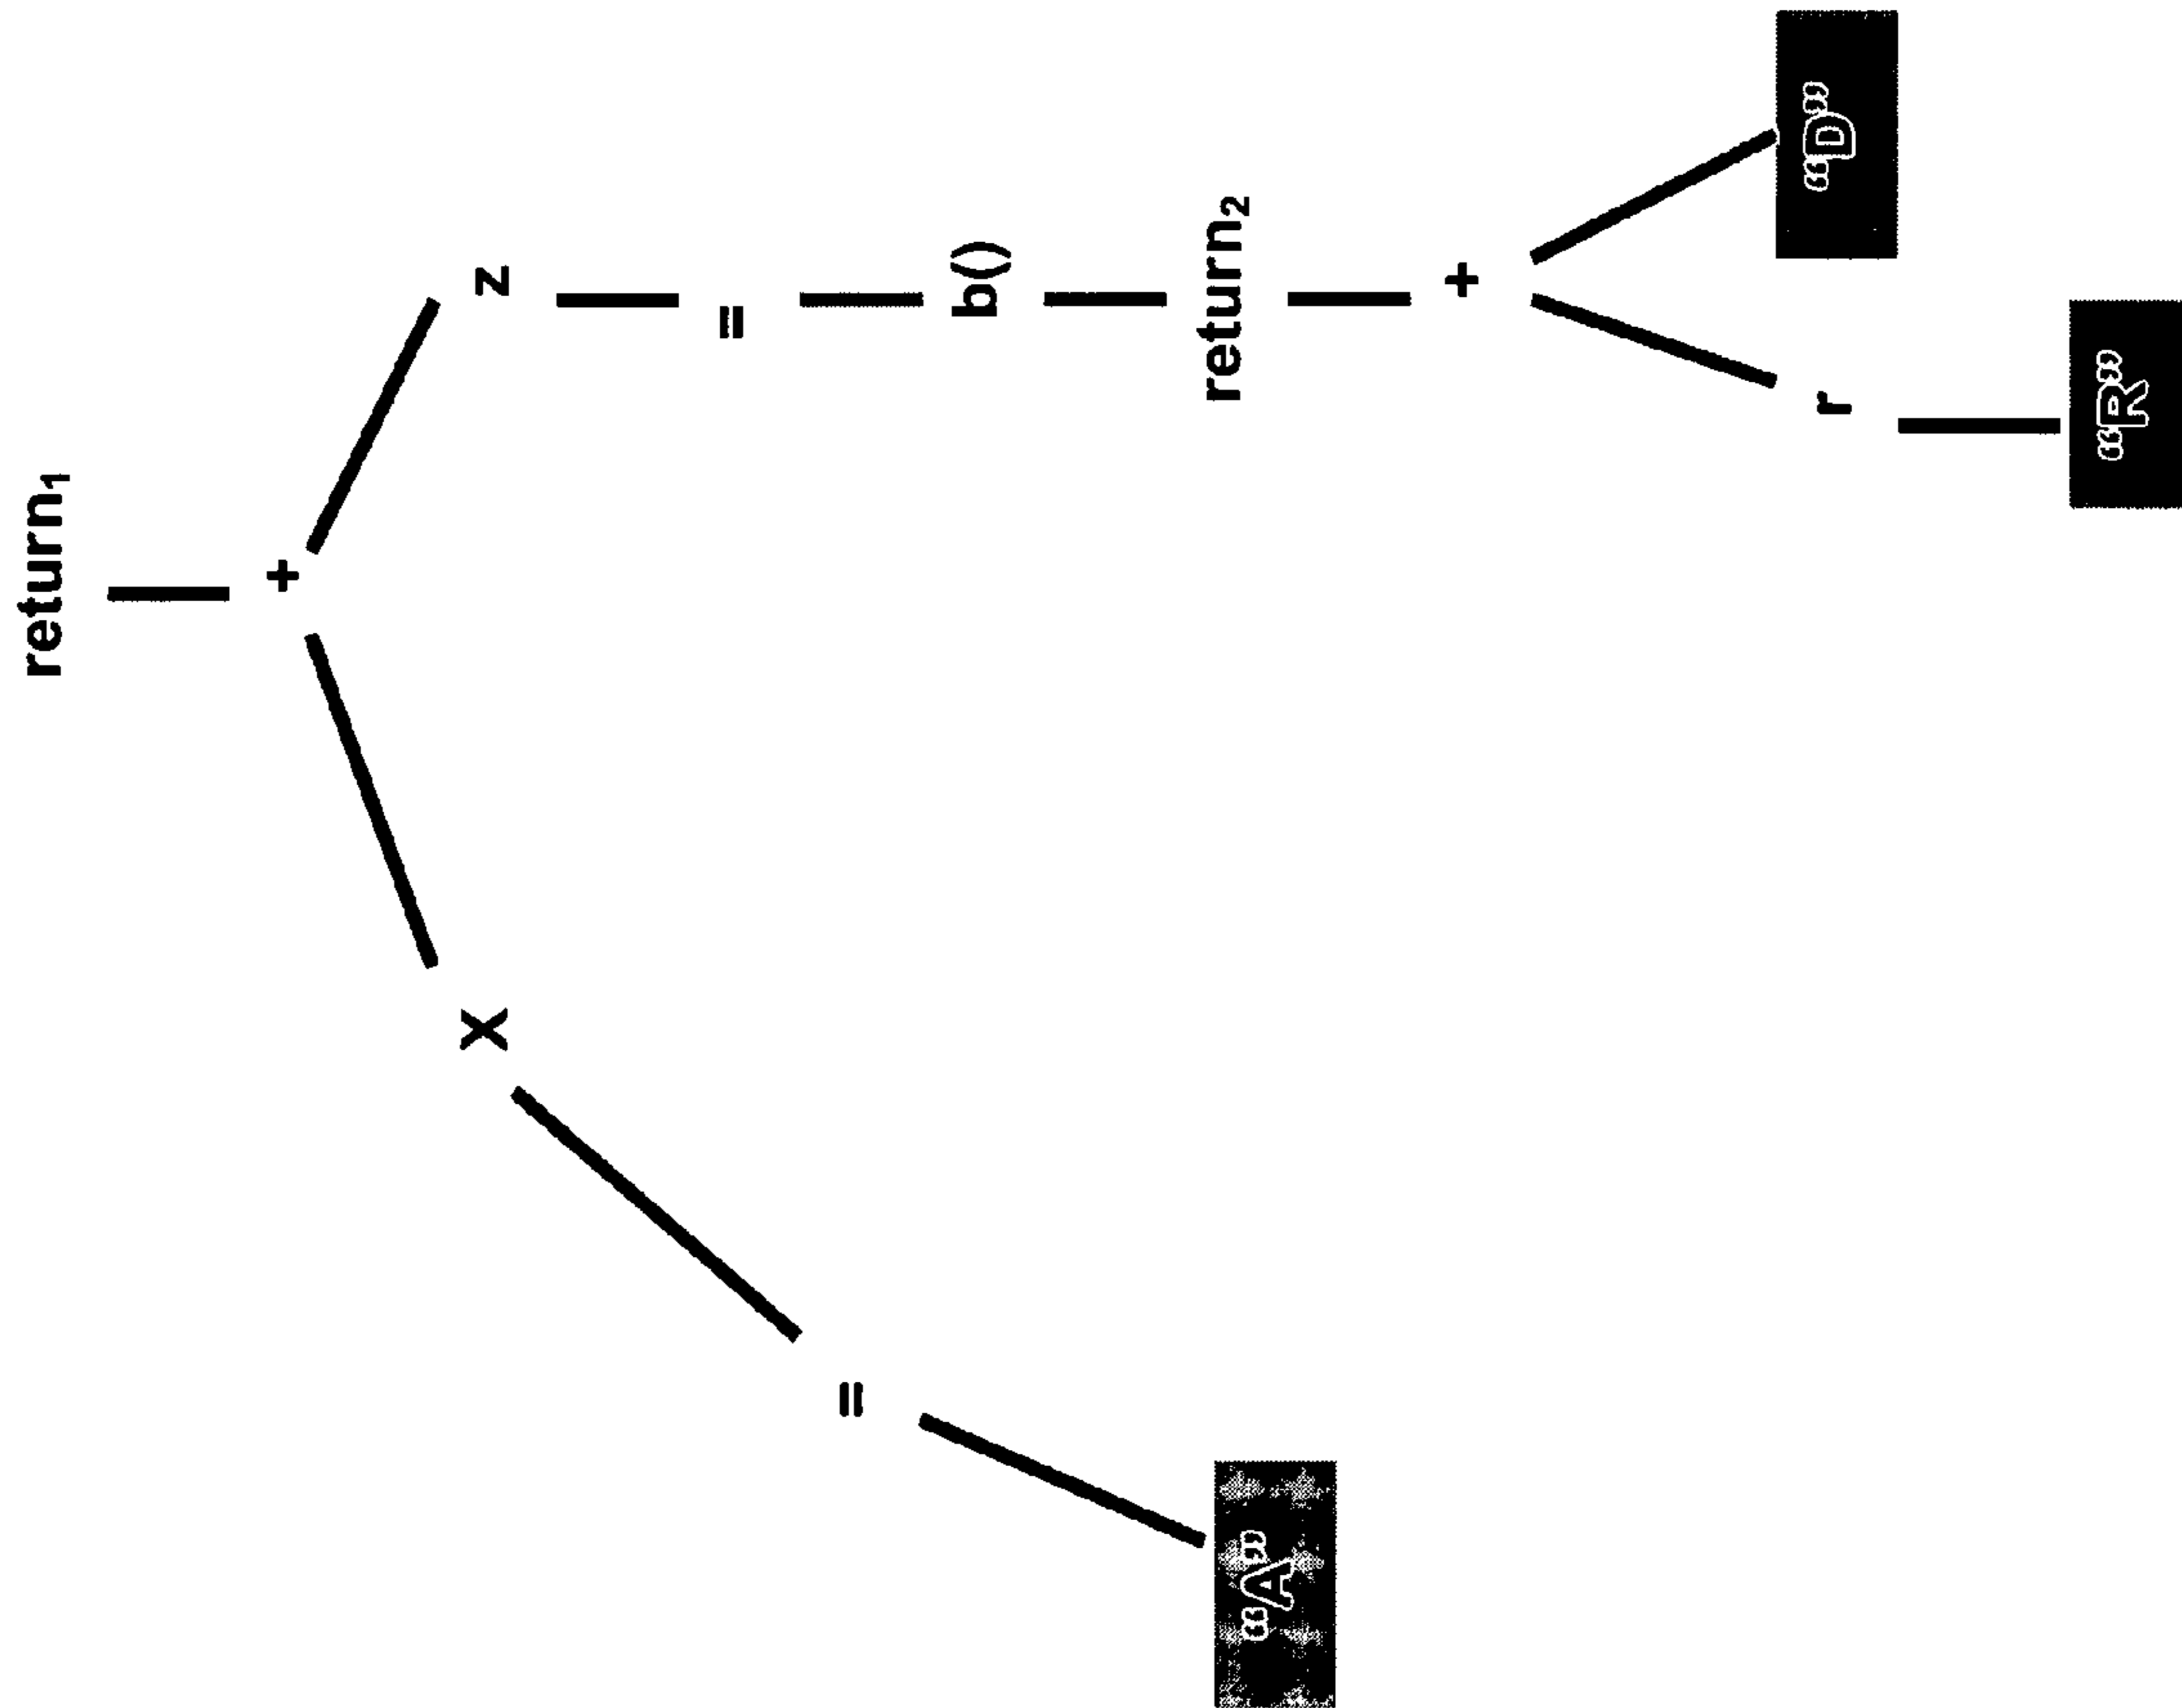 return₁
+
X z
=
=
b()
return₂
“A”
+
r “D”
“R”